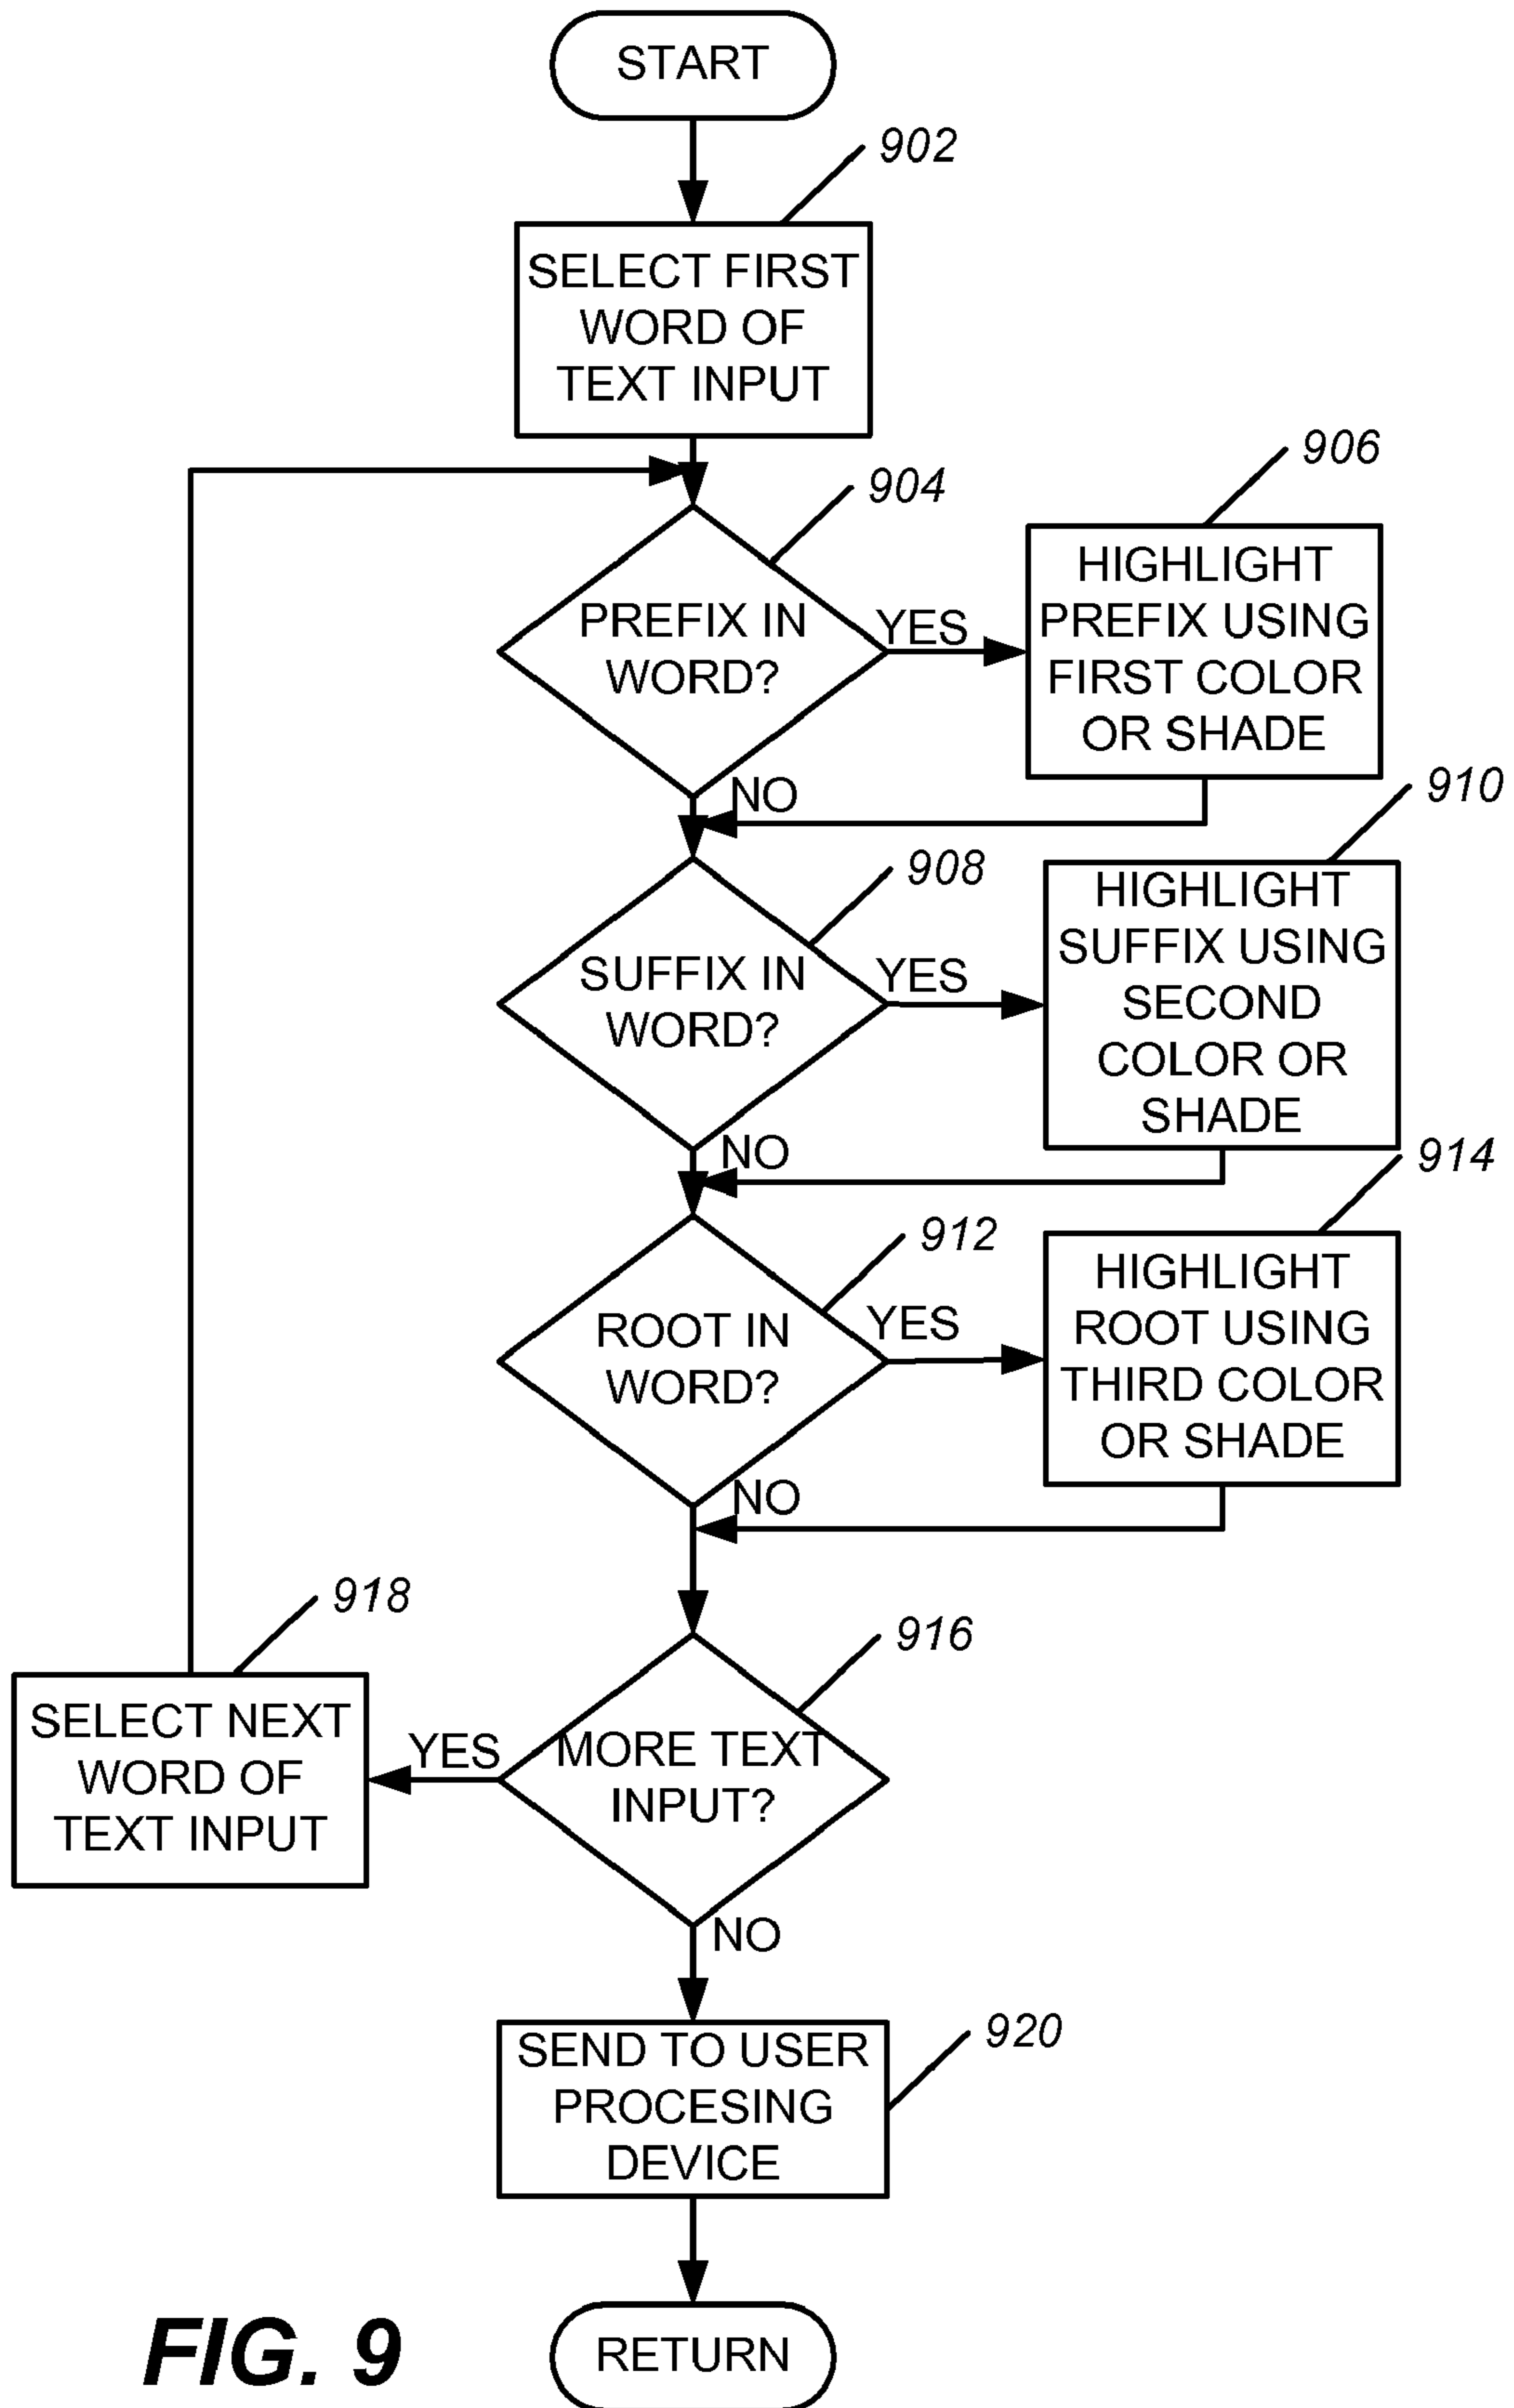 START
902
SELECT FIRST
WORD OF
TEXT INPUT
904
PREFIX IN
WORD?
YES
906
HIGHLIGHT
PREFIX USING
FIRST COLOR
OR SHADE
NO
908
SUFFIX IN
WORD?
YES
910
HIGHLIGHT
SUFFIX USING
SECOND
COLOR OR
SHADE
NO
912
ROOT IN
WORD?
YES
914
HIGHLIGHT
ROOT USING
THIRD COLOR
OR SHADE
NO
916
MORE TEXT
INPUT?
YES
918
SELECT NEXT
WORD OF
TEXT INPUT
NO
920
SEND TO USER
PROCESING
DEVICE
RETURN
FIG. 9